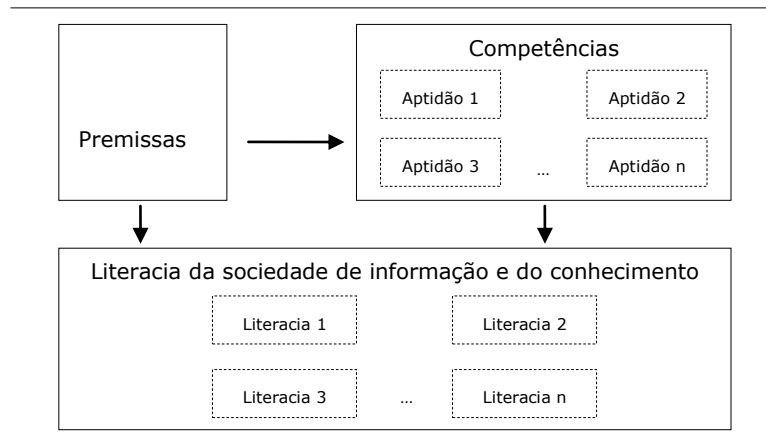 Competências
Aptidão 1
Aptidão 2
Premissas
Aptidão 3
...
Aptidão n
Literacia da sociedade de informação e do conhecimento
Literacia 1
Literacia 2
Literacia 3
...
Literacia n